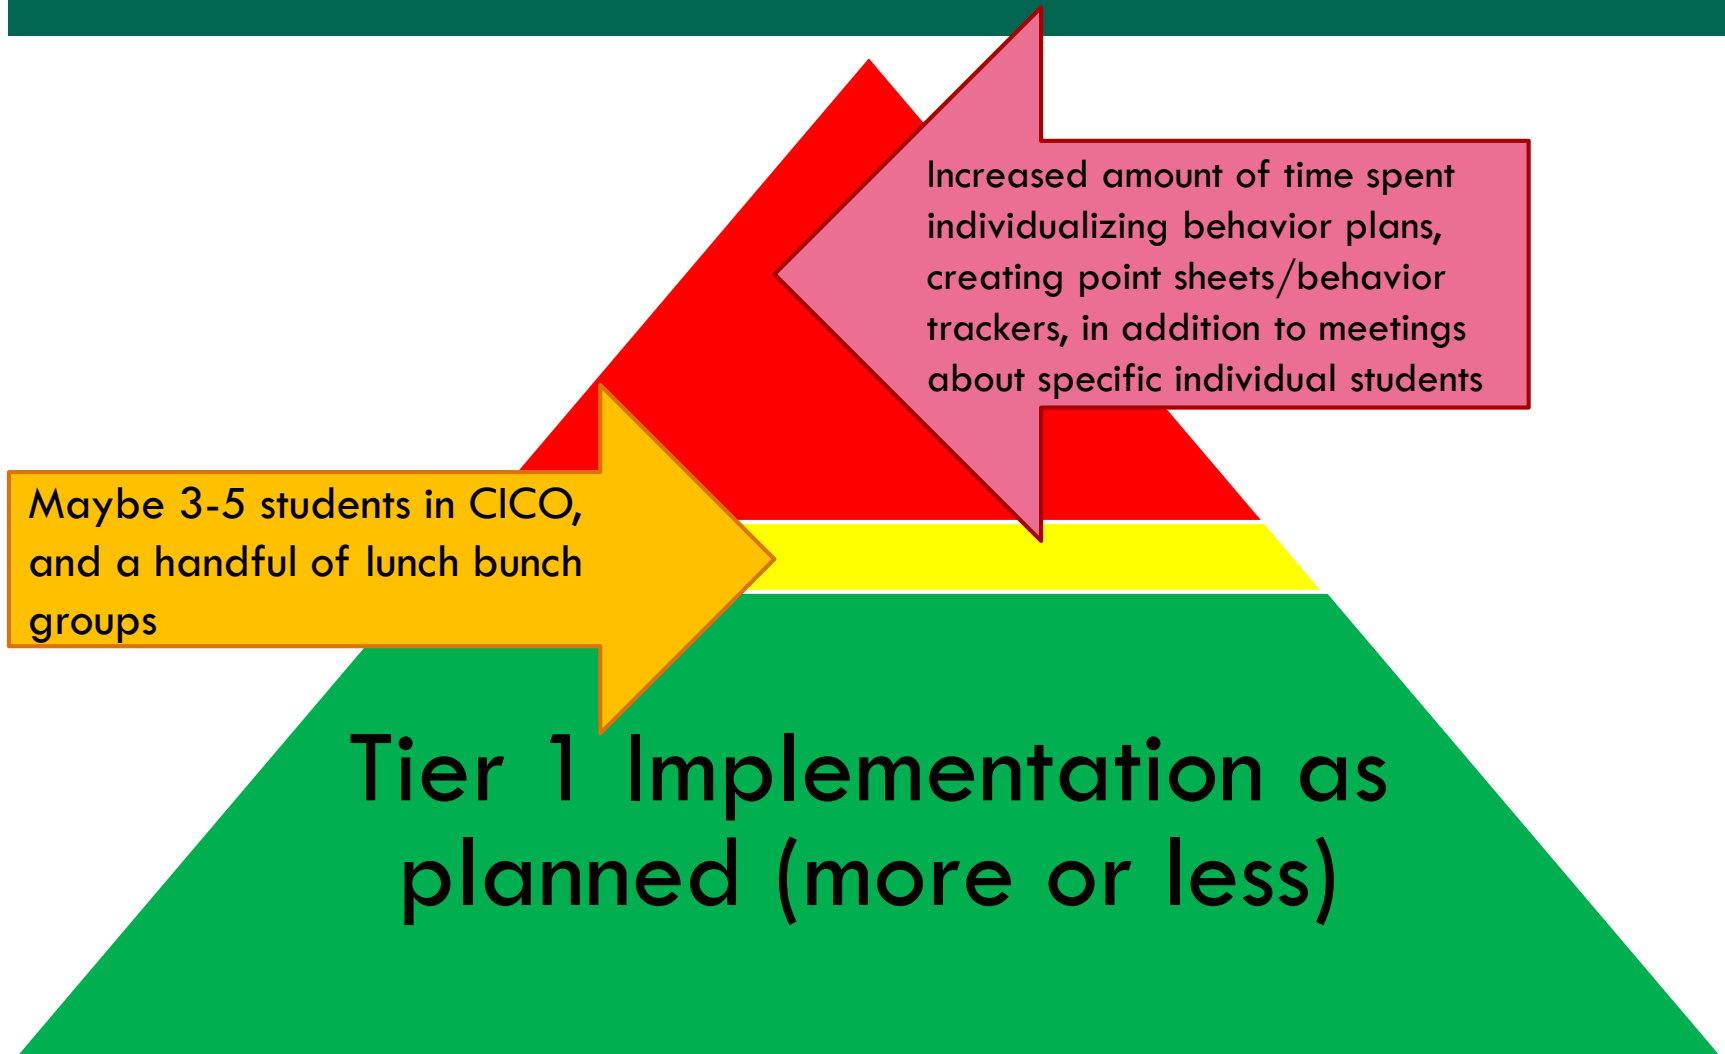 Increased amount of time spent
individualizing behavior plans,
creating point sheets/behavior
trackers, in addition to meetings
about specific individual students
Maybe 3-5 students in CICO,
and a handful of lunch bunch
groups
Tier 1 Implementation as
planned (more or less)